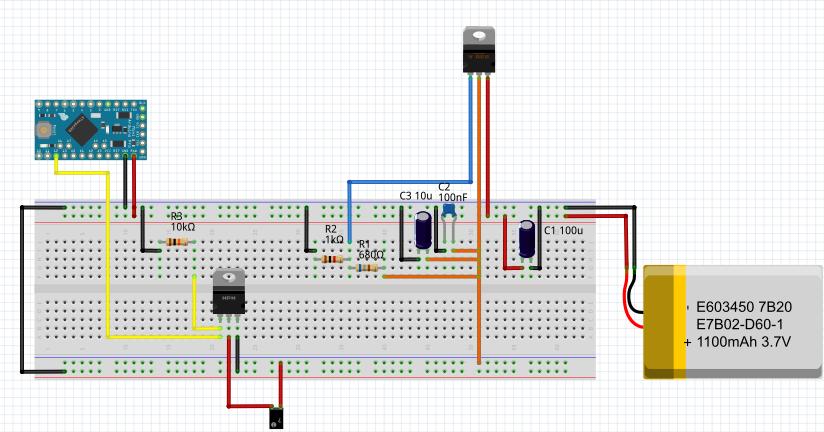 C2
C3 10u
100nF
R3
10kΩ
R2
1kΩ
R1
680Ω
C1 100u
NPN
E603450 7B20
E7B02-D60-1
+ 1100mAh 3.7V